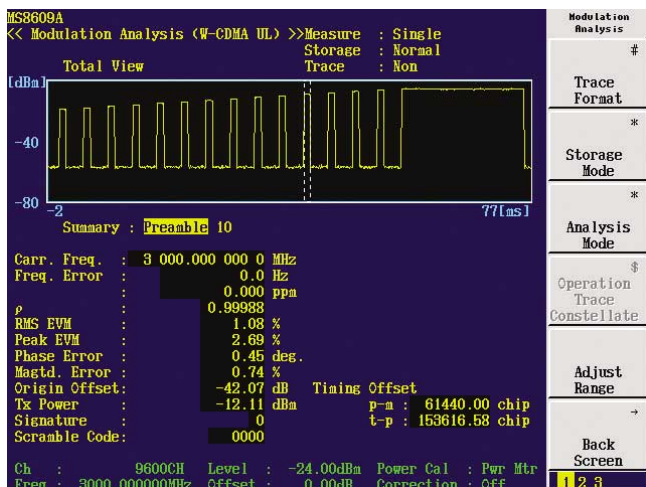 MS8609A
<< Modulation Analysis (W-CDMA UL) >>Measure : Single
Storage : Normal
Total View Trace : Non
[dBm]
-40
-80
-2 77[ms]
Summary : Preamble 10
Carr. Freq. : 3 000.000 000 0 MHz
Freq. Error : 0.0 Hz
: 0.000 ppm
ρ : 0.99988
RMS EVM : 1.08 %
Peak EVM : 2.69 %
Phase Error : 0.45 deg.
Magtd. Error : 0.74 %
Origin Offset: -42.07 dB Timing Offset
Tx Power : -12.11 dBm p-m : 61440.00 chip
Signature : 0 t-p : 153616.58 chip
Scramble Code: 0000
Ch : 9600CH Level : -24.00dBm Power Cal : Pwr Mtr
Freq : 3000.000000MHz Offset : 0.00dB Correction : Off
Modulation
Analysis
#
Trace
Format
*
Storage
Mode
*
Analysis
Mode
$
Operation
Trace
Constellate
Adjust
Range
→
Back
Screen
1 2 3